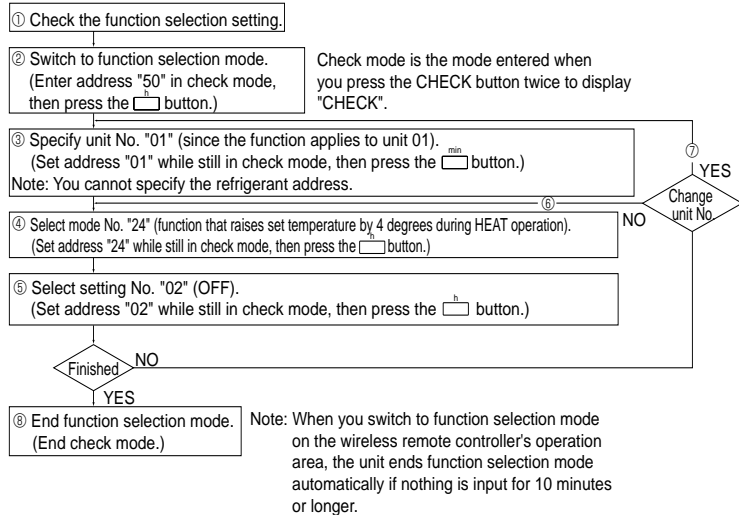 ① Check the function selection setting.
② Switch to function selection mode.
(Enter address "50" in check mode,
then press the h button.)
Check mode is the mode entered when
you press the CHECK button twice to display
"CHECK".
③ Specify unit No. "01" (since the function applies to unit 01).
(Set address "01" while still in check mode, then press the min button.)
Note: You cannot specify the refrigerant address.
⑦
YES
Change
unit No.
⑥
NO
④ Select mode No. "24" (function that raises set temperature by 4 degrees during HEAT operation).
(Set address "24" while still in check mode, then press the h button.)
⑤ Select setting No. "02" (OFF).
(Set address "02" while still in check mode, then press the h button.)
Finished
NO
YES
⑧ End function selection mode.
(End check mode.)
Note: When you switch to function selection mode
on the wireless remote controller's operation
area, the unit ends function selection mode
automatically if nothing is input for 10 minutes
or longer.